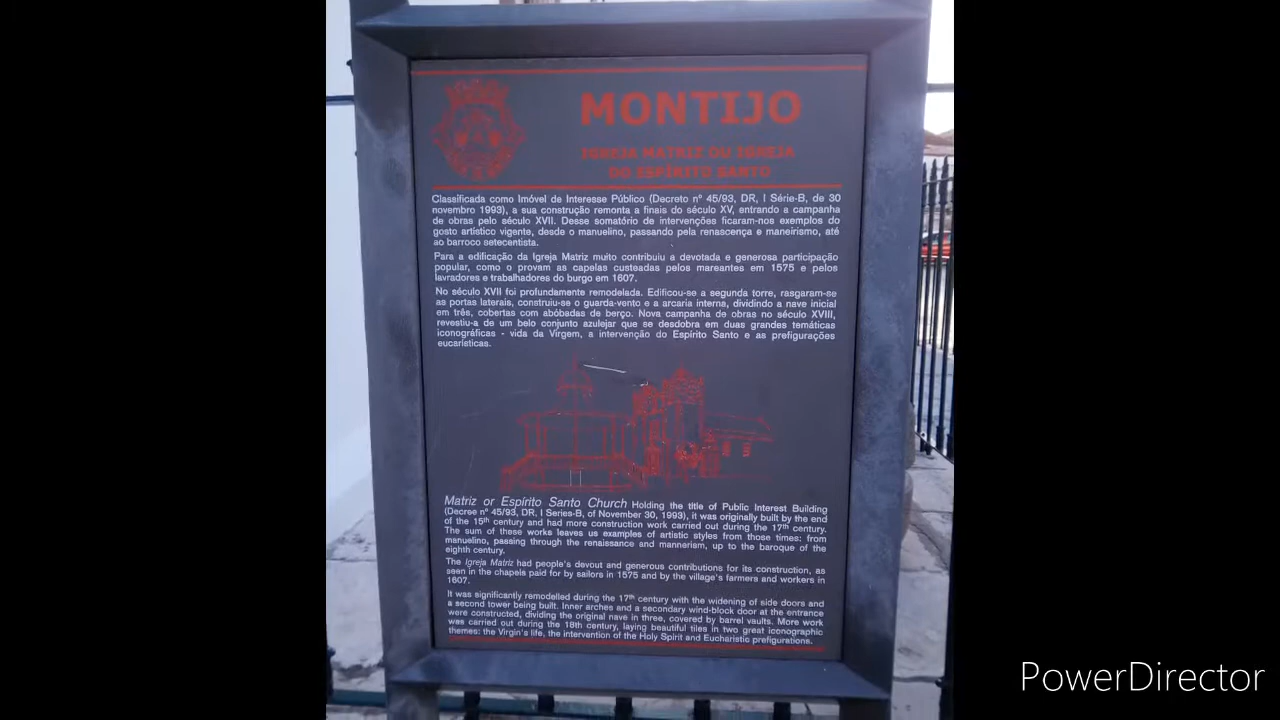 MONTIJO
IGREJA MATRIZ OU IGREJA
DO ESPÍRITO SANTO
Classificada como Imóvel de Interesse Público (Decreto nº 45/93, DR, I Série-B, de 30
novembro 1993), a sua construção remonta a finais do século XV, entrando a campanha
de obras pelo século XVII. Desse somatório de intervenções ficaram-nos exemplos do
gosto artístico vigente, desde o manuelino, passando pela renascença e maneirismo, até
ao barroco setecentista.
Para a edificação da Igreja Matriz muito contribuiu a devotada e generosa participação
popular, como o provam as capelas custeadas pelos mareantes em 1575 e pelos
lavradores e trabalhadores do burgo em 1607.
No século XVII foi profundamente remodelada. Edificou-se a segunda torre, rasgaram-se
as portas laterais, construiu-se o guarda-vento e a arcaria interna, dividindo a nave inicial
em três, cobertas com abóbadas de berço. Nova campanha de obras no século XVIII,
revestiu-a de um belo conjunto azulejar que se desdobra em duas grandes temáticas
iconográficas - vida da Virgem, a intervenção do Espírito Santo e as prefigurações
eucarísticas.
Matriz or Espírito Santo Church Holding the title of Public Interest Building
(Decree nº 45/93, DR, I Series-B, of November 30, 1993), it was originally built by the end
of the 15th century and had more construction work carried out during the 17th century.
The sum of these works leaves us examples of artistic styles from those times: from
manuelino, passing through the renaissance and mannerism, up to the baroque of the
eighth century.
The Igreja Matriz had people's devout and generous contributions for its construction, as
seen in the chapels paid for by sailors in 1575 and by the village's farmers and workers in
1607.
It was significantly remodelled during the 17th century with the widening of side doors and
a second tower being built. Inner arches and a secondary wind-block door at the entrance
were constructed, dividing the original nave in three, covered by barrel vaults. More work
was carried out during the 18th century, laying beautiful tiles in two great iconographic
themes: the Virgin's life, the intervention of the Holy Spirit and Eucharistic prefigurations.
PowerDirector